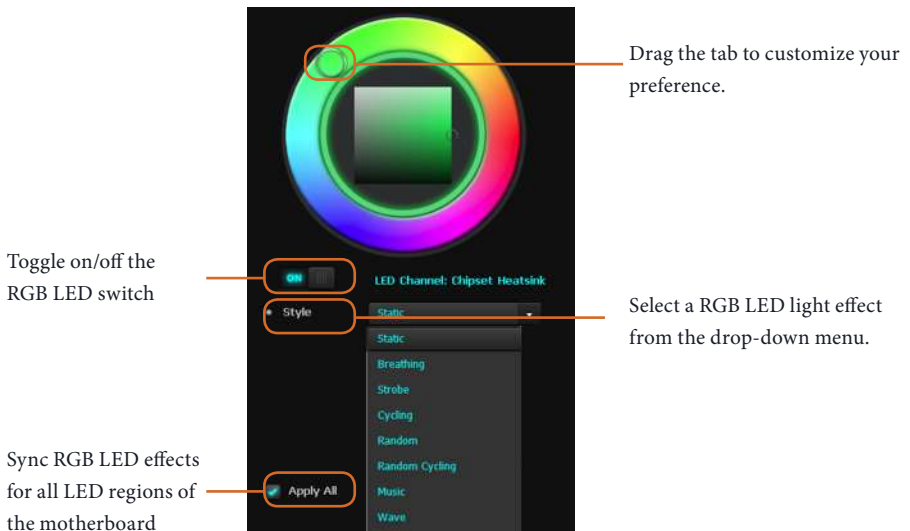 Drag the tab to customize your
preference.
Toggle on/off the
RGB LED switch
ON
LED Channel: Chipset Heatsink
Style
Static
Select a RGB LED light effect
from the drop-down menu.
Static
Breathing
Strobe
Cycling
Random
Random Cycling
Music
Wave
Sync RGB LED effects
for all LED regions of
the motherboard
Apply All